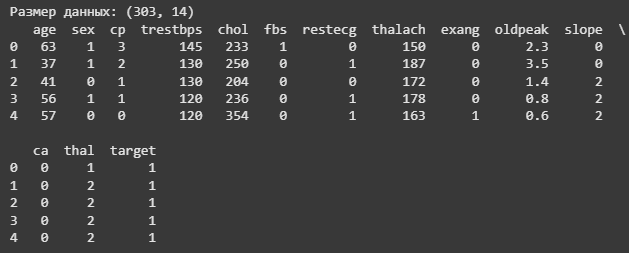 Размер данных: (303, 14)
   age  sex  cp  trestbps  chol  fbs  restecg  thalach  exang  oldpeak  slope  \
0   63    1   3       145   233    1        0      150      0      2.3      0
1   37    1   2       130   250    0        1      187      0      3.5      0
2   41    0   1       130   204    0        0      172      0      1.4      2
3   56    1   1       120   236    0        1      178      0      0.8      2
4   57    0   0       120   354    0        1      163      1      0.6      2

   ca  thal  target
0   0     1       1
1   0     2       1
2   0     2       1
3   0     2       1
4   0     2       1